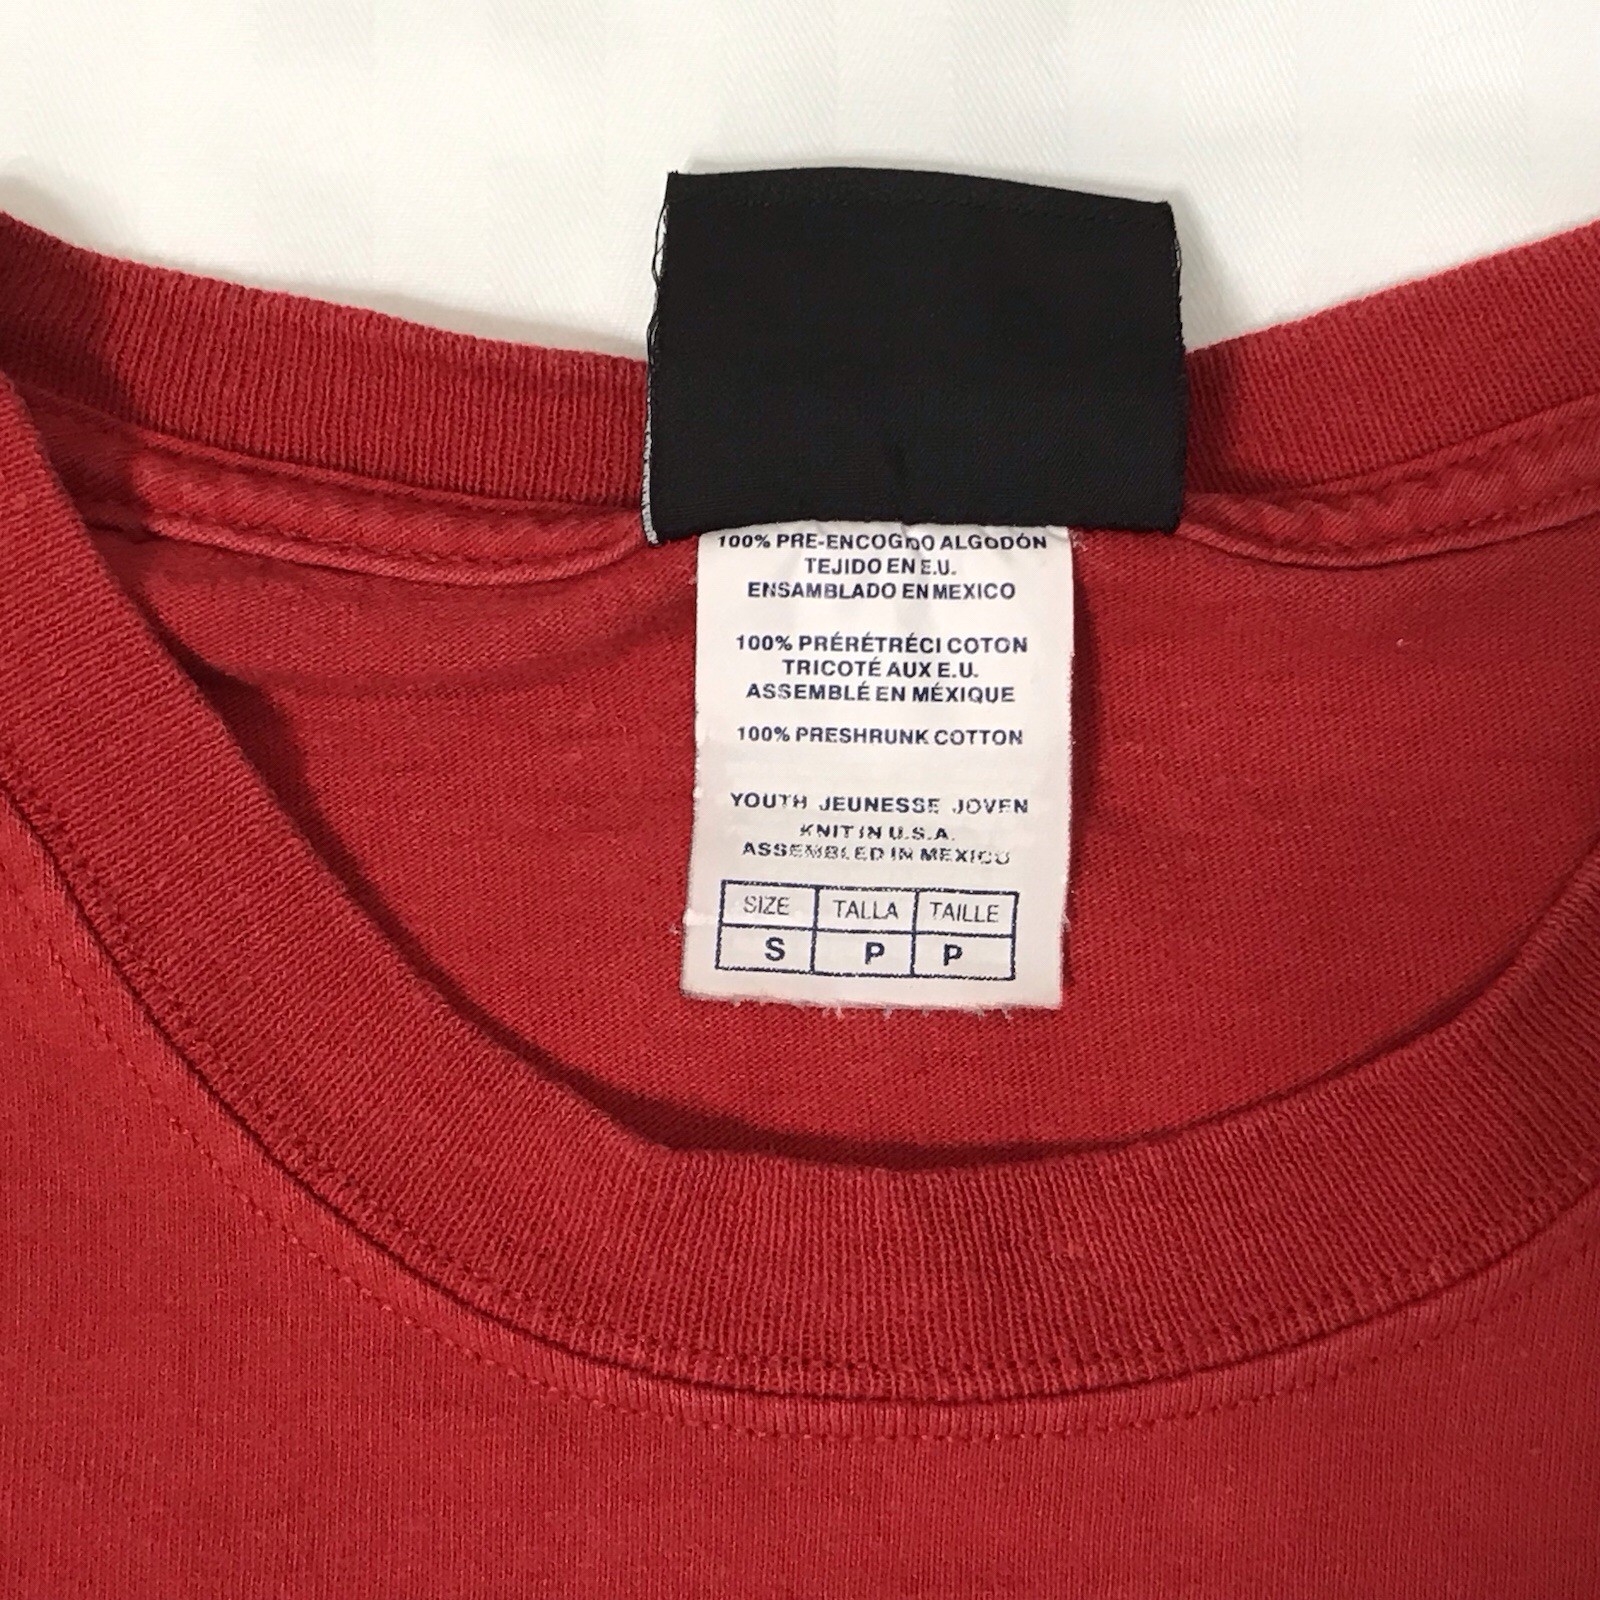 100% PRE-ENCOGIDO ALGODÓN
TEJIDO EN E.U.
ENSAMBLADO EN MEXICO
100% PRÉRÉTRÉCI COTON
TRICOTÉ AUX E.U.
ASSEMBLÉ EN MÉXIQUE
100% PRESHRUNK COTTON
YOUTH JEUNESSE JOVEN
KNIT IN U.S.A.
ASSEMBLED IN MEXICO
SIZE TALLA TAILLE
S P P